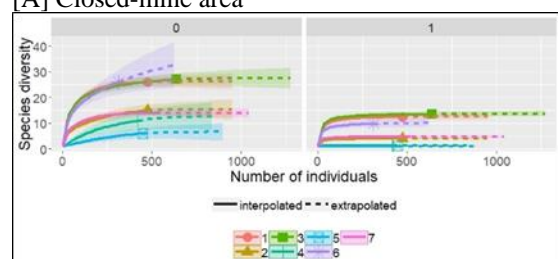 [A] Closed-mine area
0 1
40
30
20
10
0
Species diversity
0 500 1000 0 500 1000
Number of individuals
interpolated extrapolated
1 3 5 7
2 4 6